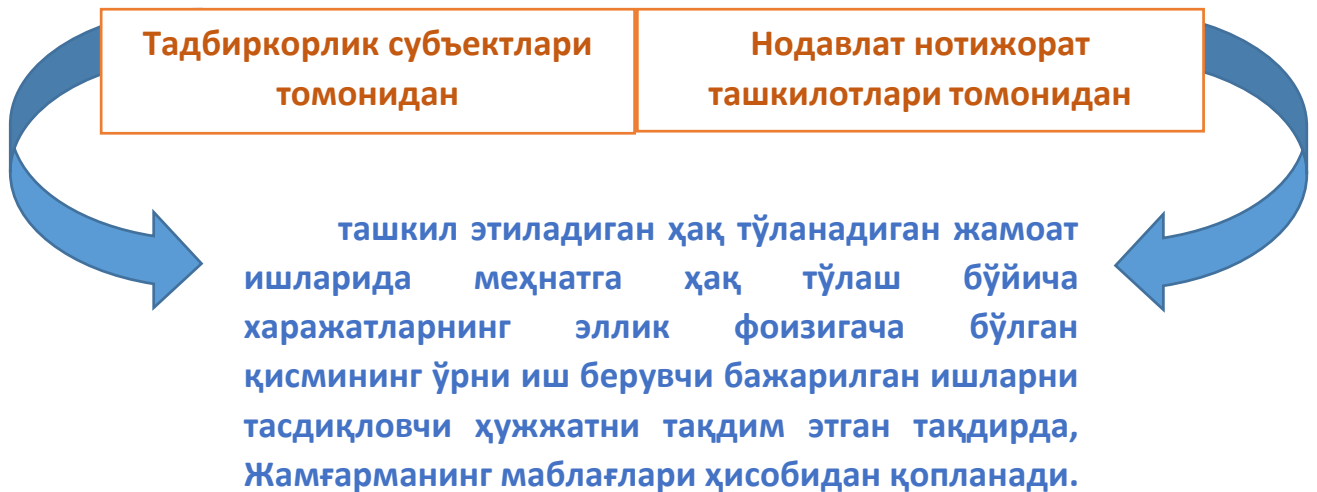 Тадбиркорлик субъектлари
томонидан
Нодавлат нотижорат
ташкилотлари томонидан
ташкил этиладиган ҳақ тўланадиган жамоат
ишларида меҳнатга ҳақ тўлаш бўйича
харажатларнинг эллик фоизигача бўлган
қисмининг ўрни иш берувчи бажарилган ишларни
тасдиқловчи ҳужжатни тақдим этган тақдирда,
Жамғарманинг маблағлари ҳисобидан қопланади.